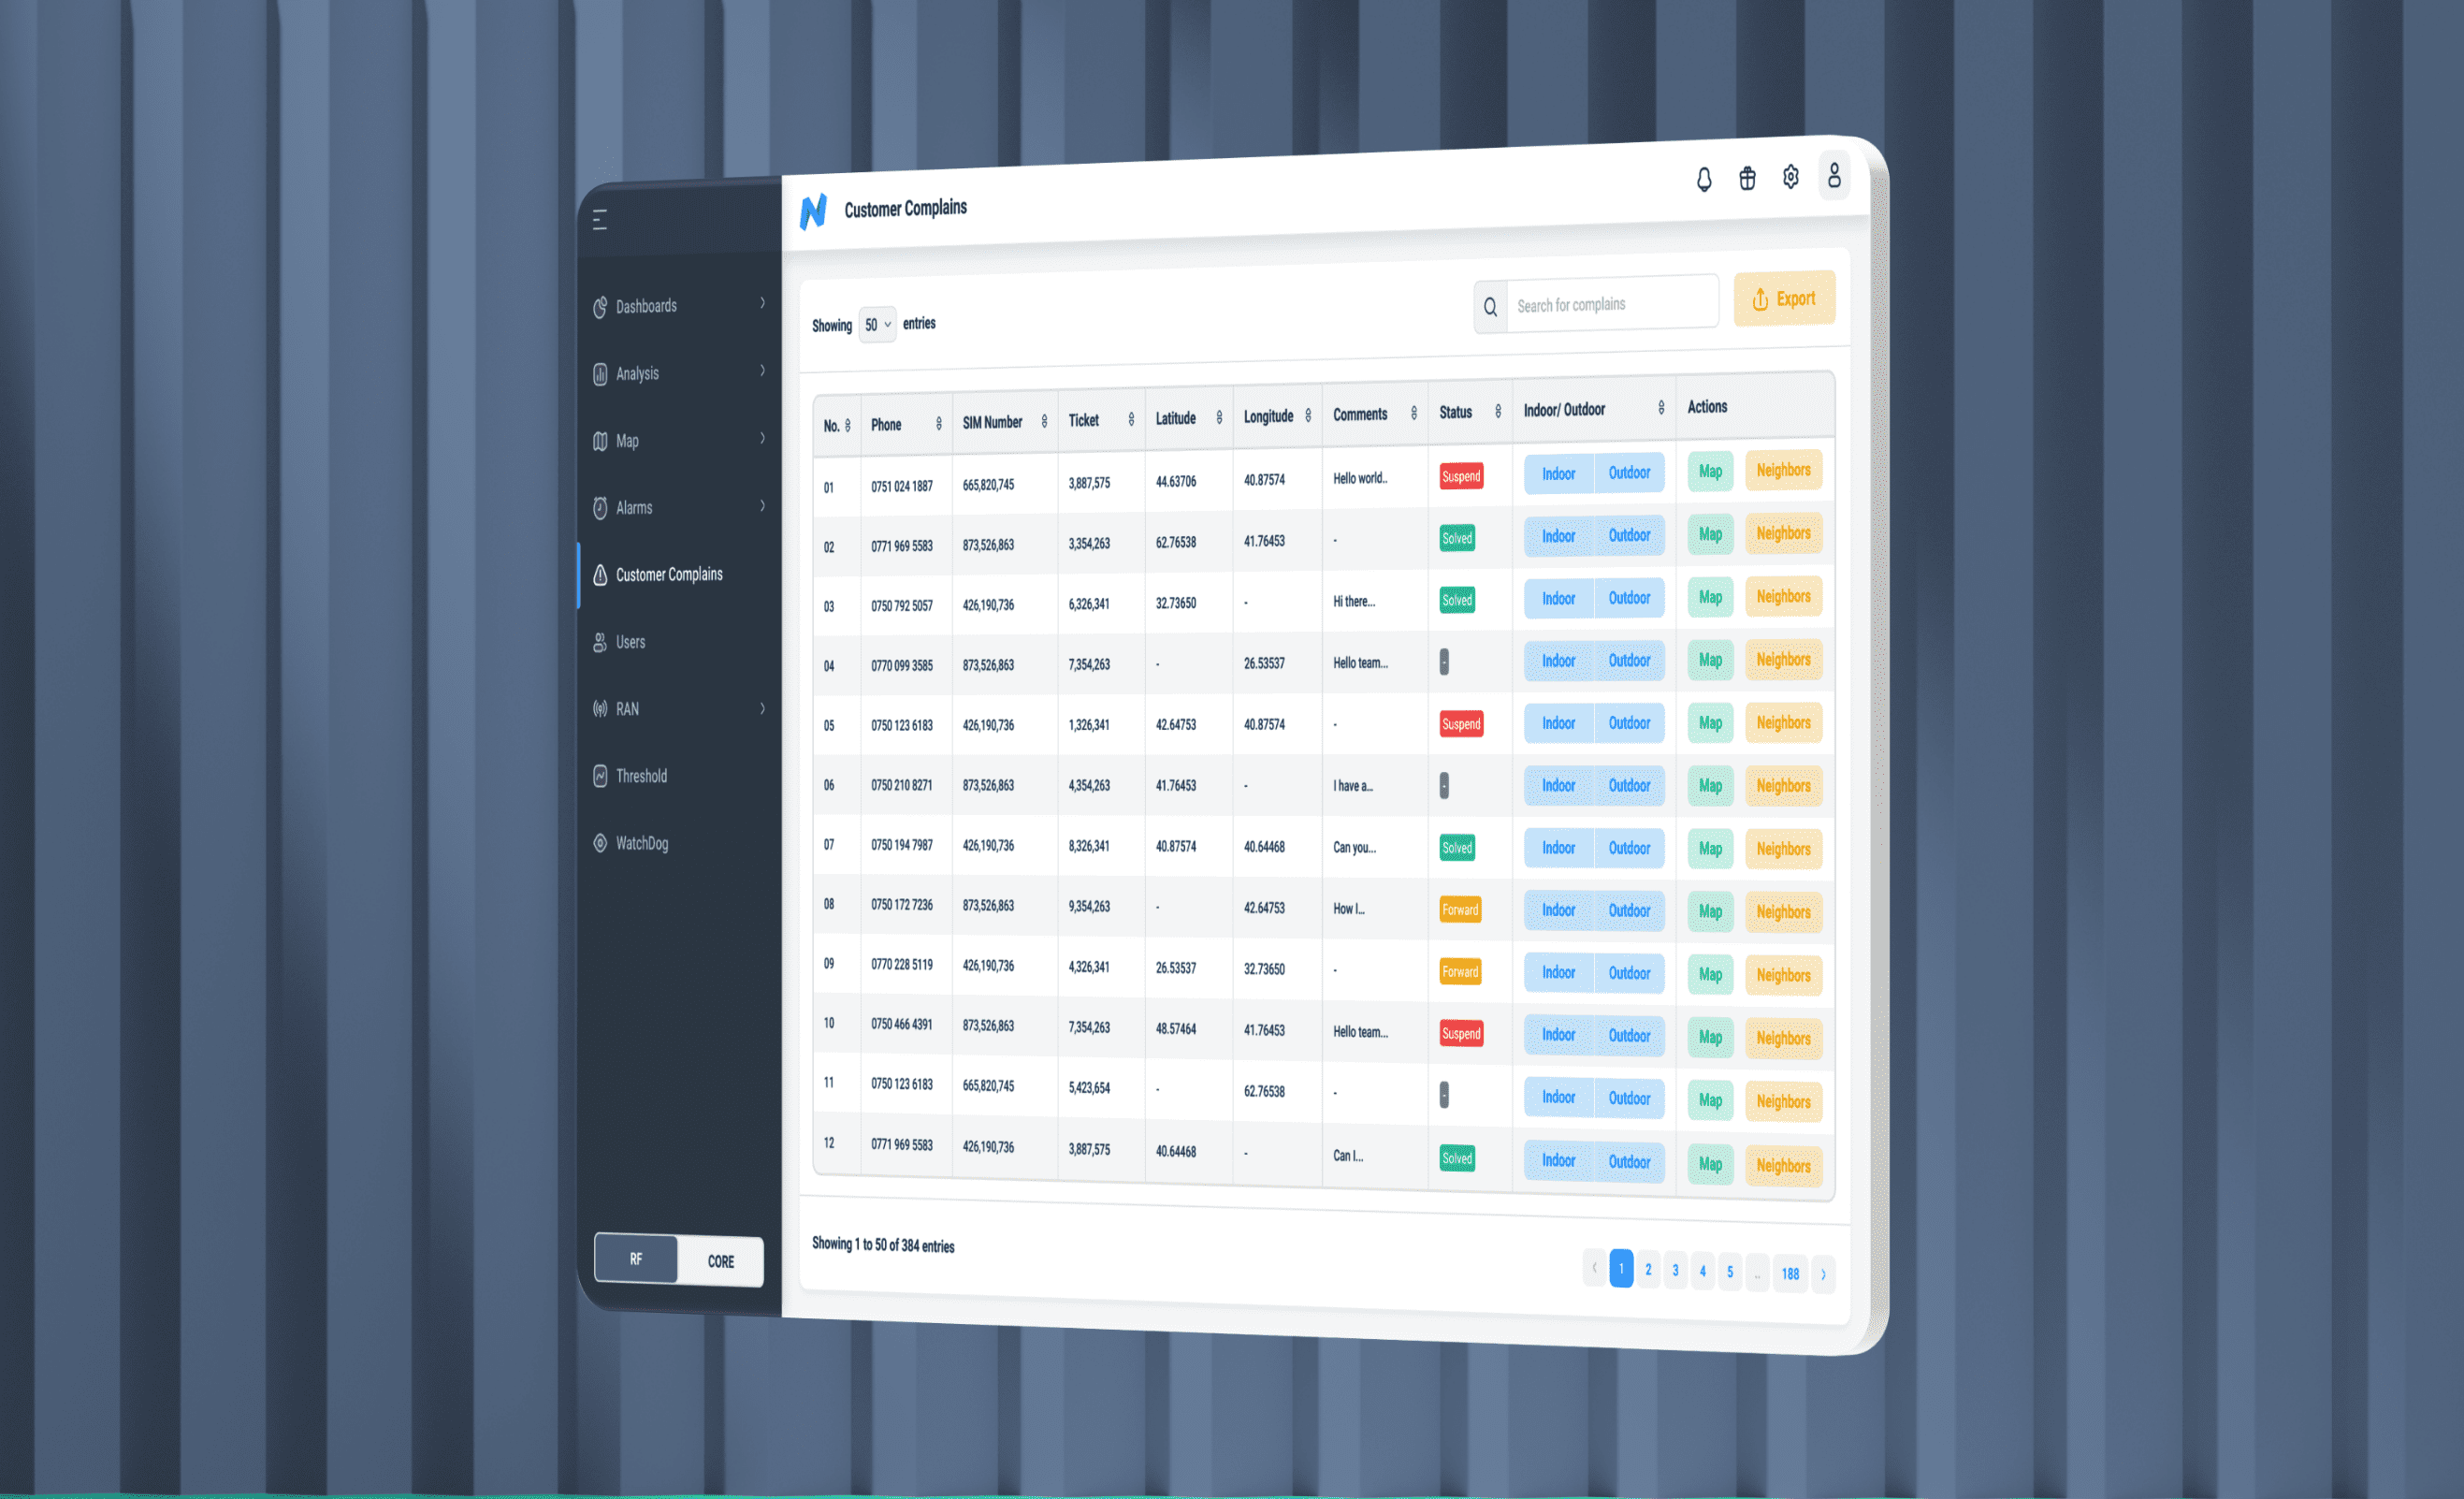 Customer Complains
Dashboards
Analysis
Map
Alarms
Customer Complains
Users
RAN
Threshold
WatchDog
RF CORE
Showing 50 entries
Search for complains
Export
No. Phone SIM Number Ticket Latitude Longitude Comments Status Indoor/ Outdoor Actions
01 0751 024 1887 665,820,745 3,887,575 44.63706 40.87574 Hello world.. Suspend Indoor Outdoor Map Neighbors
02 0771 969 5583 873,526,863 3,354,263 62.76538 41.76453 - Solved Indoor Outdoor Map Neighbors
03 0750 792 5057 426,190,736 6,326,341 32.73650 - Hi there... Solved Indoor Outdoor Map Neighbors
04 0770 099 3585 873,526,863 7,354,263 - 26.53537 Hello team... - Indoor Outdoor Map Neighbors
05 0750 123 6183 426,190,736 1,326,341 42.64753 40.87574 - Suspend Indoor Outdoor Map Neighbors
06 0750 210 8271 873,526,863 4,354,263 41.76453 - I have a... - Indoor Outdoor Map Neighbors
07 0750 194 7987 426,190,736 8,326,341 40.87574 40.64468 Can you... Solved Indoor Outdoor Map Neighbors
08 0750 172 7236 873,526,863 9,354,263 - 42.64753 How I... Forward Indoor Outdoor Map Neighbors
09 0770 228 5119 426,190,736 4,326,341 26.53537 32.73650 - Forward Indoor Outdoor Map Neighbors
10 0750 466 4391 873,526,863 7,354,263 48.57464 41.76453 Hello team... Suspend Indoor Outdoor Map Neighbors
11 0750 123 6183 665,820,745 5,423,654 - 62.76538 - - Indoor Outdoor Map Neighbors
12 0771 969 5583 426,190,736 3,887,575 40.64468 - Can I... Solved Indoor Outdoor Map Neighbors
Showing 1 to 50 of 384 entries
1 2 3 4 5 .. 188